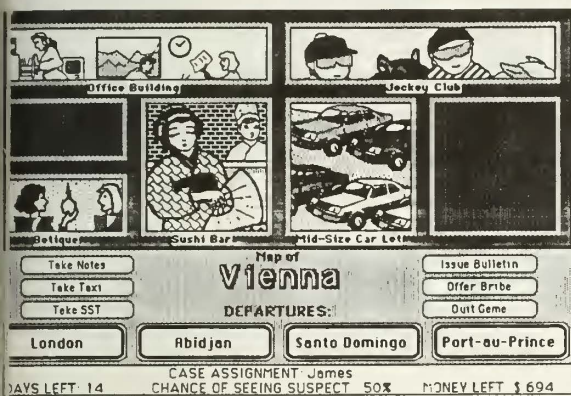 Office Building
Jockey Club
Botique
Sushi Bar
Mid-Size Car Lot
Map of
Vienna
Take Notes
Take Taxi
Take SST
Issue Bulletin
Offer Bribe
Quit Game
DEPARTURES:
London
Abidjan
Santo Domingo
Port-au-Prince
CASE ASSIGNMENT: James
DAYS LEFT: 14 CHANCE OF SEEING SUSPECT 50% MONEY LEFT $ 694